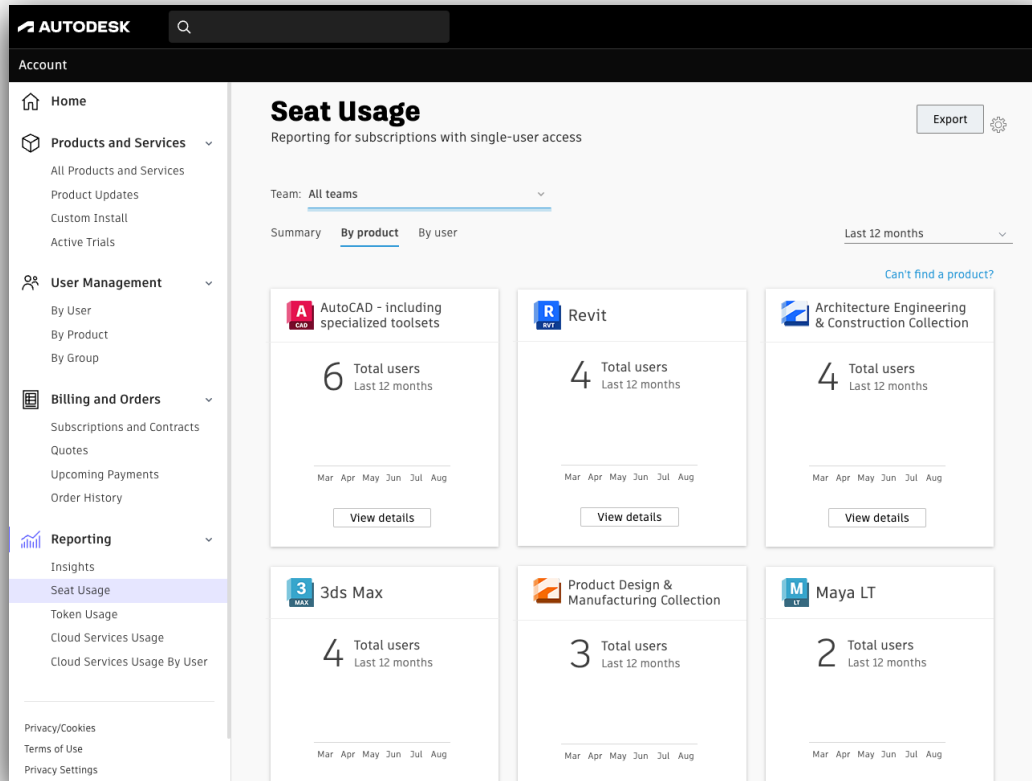 AUTODESK
Account
Home
Products and Services
All Products and Services
Product Updates
Custom Install
Active Trials
User Management
By User
By Product
By Group
Billing and Orders
Subscriptions and Contracts
Quotes
Upcoming Payments
Order History
Reporting
Insights
Seat Usage
Token Usage
Cloud Services Usage
Cloud Services Usage By User
Privacy/Cookies
Terms of Use
Privacy Settings
Seat Usage
Reporting for subscriptions with single-user access
Export
Team: All teams
Summary By product By user
Last 12 months
Can't find a product?
A
CAD
AutoCAD - including
specialized toolsets
6 Total users
Last 12 months
Mar Apr May Jun Jul Aug
View details
R
RVT
Revit
4 Total users
Last 12 months
Mar Apr May Jun Jul Aug
View details
Architecture Engineering
& Construction Collection
4 Total users
Last 12 months
Mar Apr May Jun Jul Aug
View details
3
MAX
3ds Max
4 Total users
Last 12 months
Mar Apr May Jun Jul Aug
Product Design &
Manufacturing Collection
3 Total users
Last 12 months
Mar Apr May Jun Jul Aug
M
LT
Maya LT
2 Total users
Last 12 months
Mar Apr May Jun Jul Aug